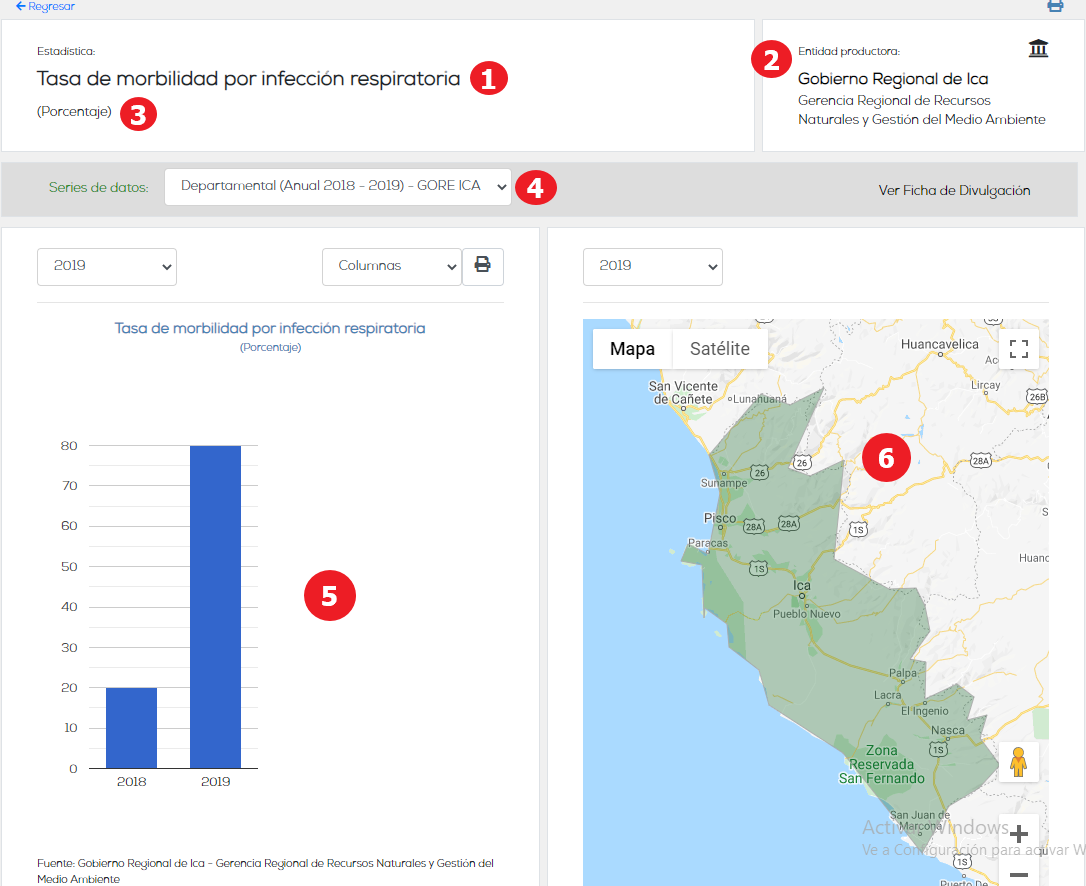 Regresar
Estadística:
Tasa de morbilidad por infección respiratoria
1
(Porcentaje)
3
2
Entidad productora:
Gobierno Regional de Ica
Gerencia Regional de Recursos
Naturales y Gestión del Medio Ambiente
Series de datos:
Departamental (Anual 2018 - 2019) - GORE ICA
4
Ver Ficha de Divulgación
2019
Columnas
Tasa de morbilidad por infección respiratoria
(Porcentaje)
80
70
60
50
40
30
20
10
0
2018
2019
5
Fuente: Gobierno Regional de Ica - Gerencia Regional de Recursos Naturales y Gestión del
Medio Ambiente
2019
Mapa
Satélite
Huancavelica
San Vicente
de Cañete
Lunahuaná
Lircay
26B
6
26
26
28A
Sunampe
Pisco
28A
28A
1S
Paracas
1S
Ica
Pueblo Nuevo
Palpa
Lacra
El Ingenio
Nasca
1S
Zona
Reservada
San Fernando
San Juan de
Marcona
1S
Puerto De
Ve a Configuración para activar W